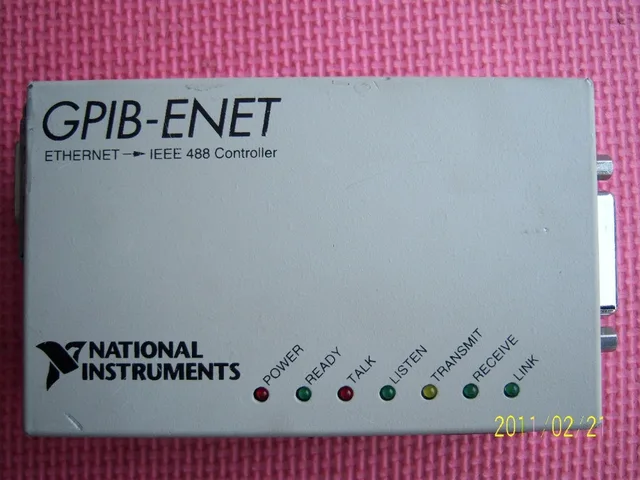 GPIB-ENET
ETHERNET → IEEE 488 Controller
NATIONAL
INSTRUMENTS
POWER
READY
TALK
LISTEN
TRANSMIT
RECEIVE
LINK
2011/02/21